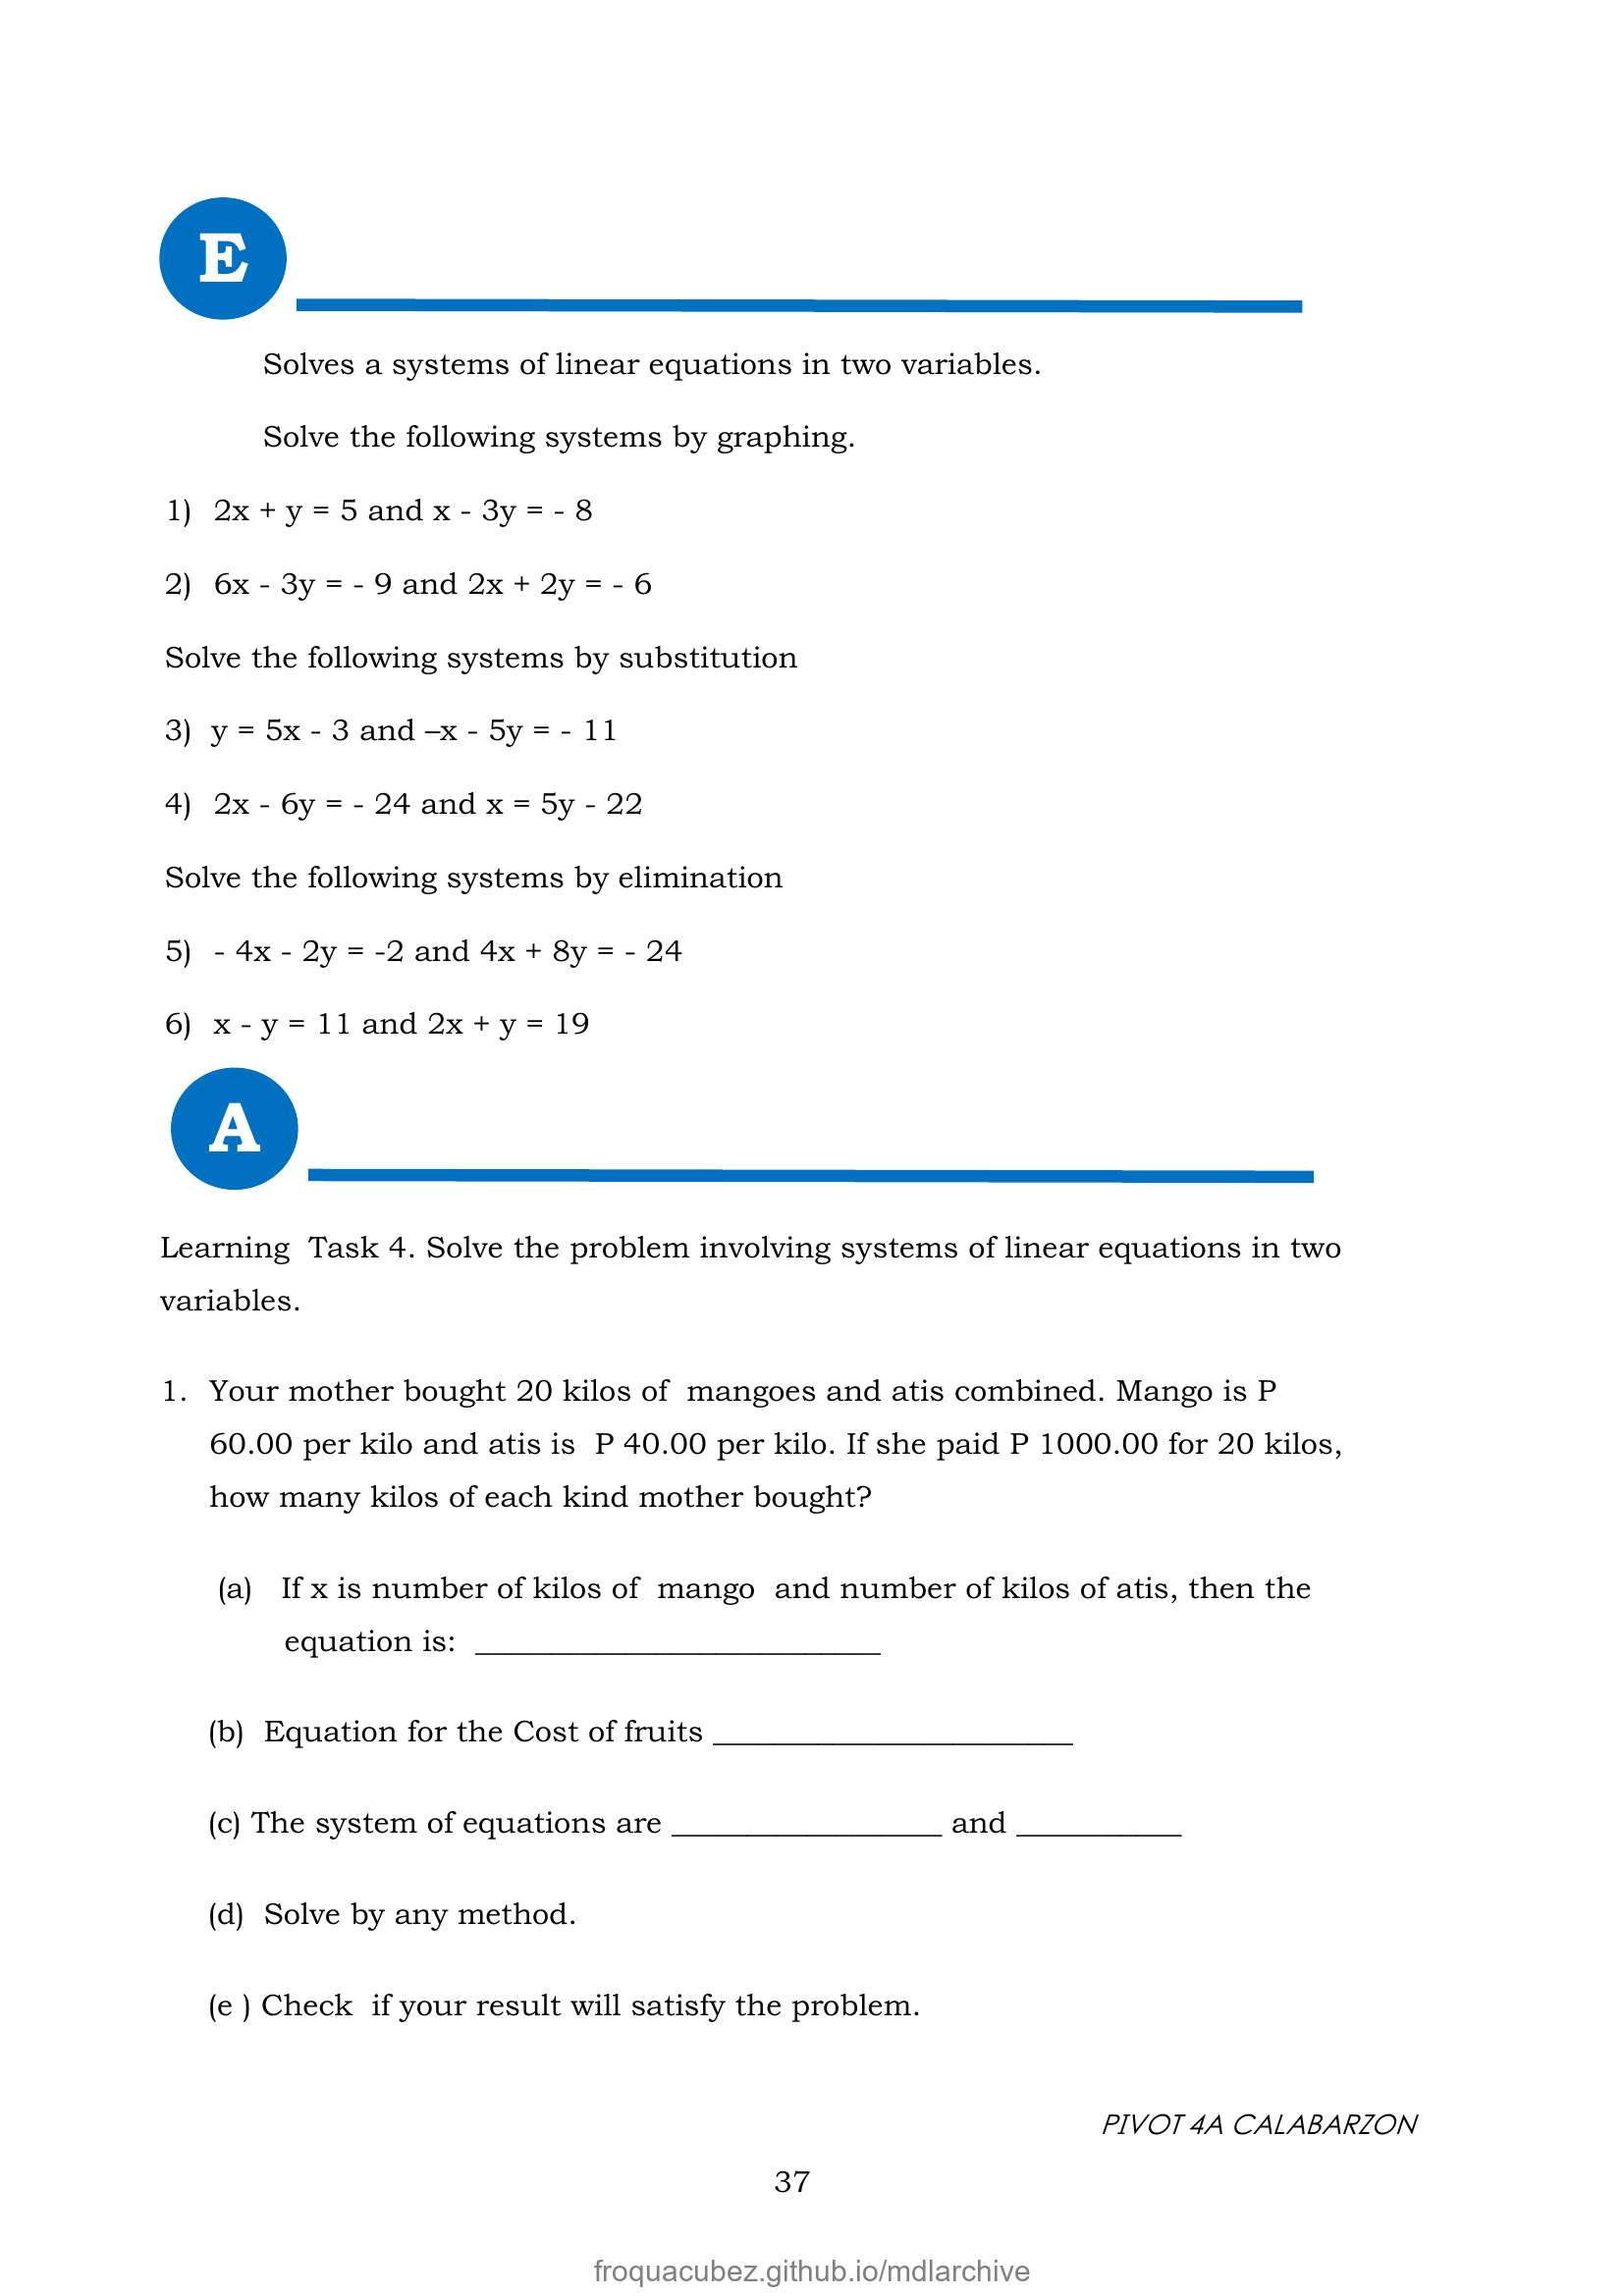 E
Solves a systems of linear equations in two variables.
Solve the following systems by graphing.
1) 2x + y = 5 and x - 3y = - 8
2) 6x - 3y = - 9 and 2x + 2y = - 6
Solve the following systems by substitution
3) y = 5x - 3 and –x - 5y = - 11
4) 2x - 6y = - 24 and x = 5y - 22
Solve the following systems by elimination
5) - 4x - 2y = -2 and 4x + 8y = - 24
6) x - y = 11 and 2x + y = 19
A
Learning Task 4. Solve the problem involving systems of linear equations in two
variables.
1. Your mother bought 20 kilos of mangoes and atis combined. Mango is P
60.00 per kilo and atis is P 40.00 per kilo. If she paid P 1000.00 for 20 kilos,
how many kilos of each kind mother bought?
(a) If x is number of kilos of mango and number of kilos of atis, then the
equation is: ___________________________
(b) Equation for the Cost of fruits ________________________
(c) The system of equations are __________________ and ___________
(d) Solve by any method.
(e ) Check if your result will satisfy the problem.
PIVOT 4A CALABARZON
37
froquacubez.github.io/mdlarchive